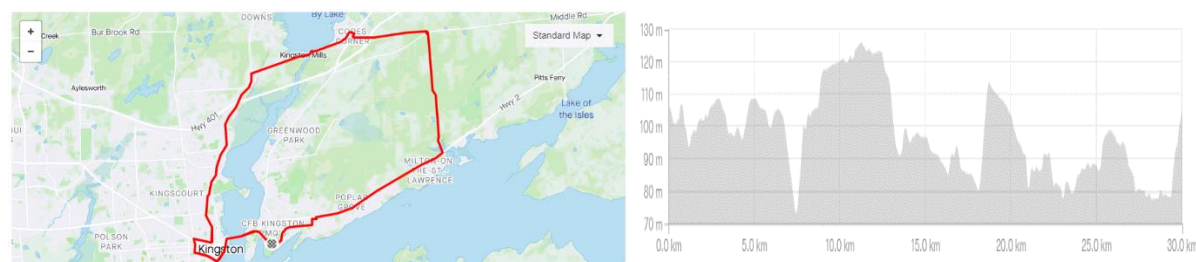 DOWNS
By Lake
Middle Rd
+
Creek
Bur Brook Rd
CODES
CORNER
Standard Map
−
Kingston Mills
Aylesworth
Pitts Ferry
Hwy 2
Lake of
the Isles
Hwy 401
GREENWOOD
PARK
KINGSCOURT
MILTON-ON
-THE-ST.
LAWRENCE
POPLAR
GROVE
CFB KINGSTON
POLSON
PARK
Kingston
130 m
120 m
110 m
100 m
90 m
80 m
70 m
0.0 km
5.0 km
10.0 km
15.0 km
20.0 km
25.0 km
30.0 km